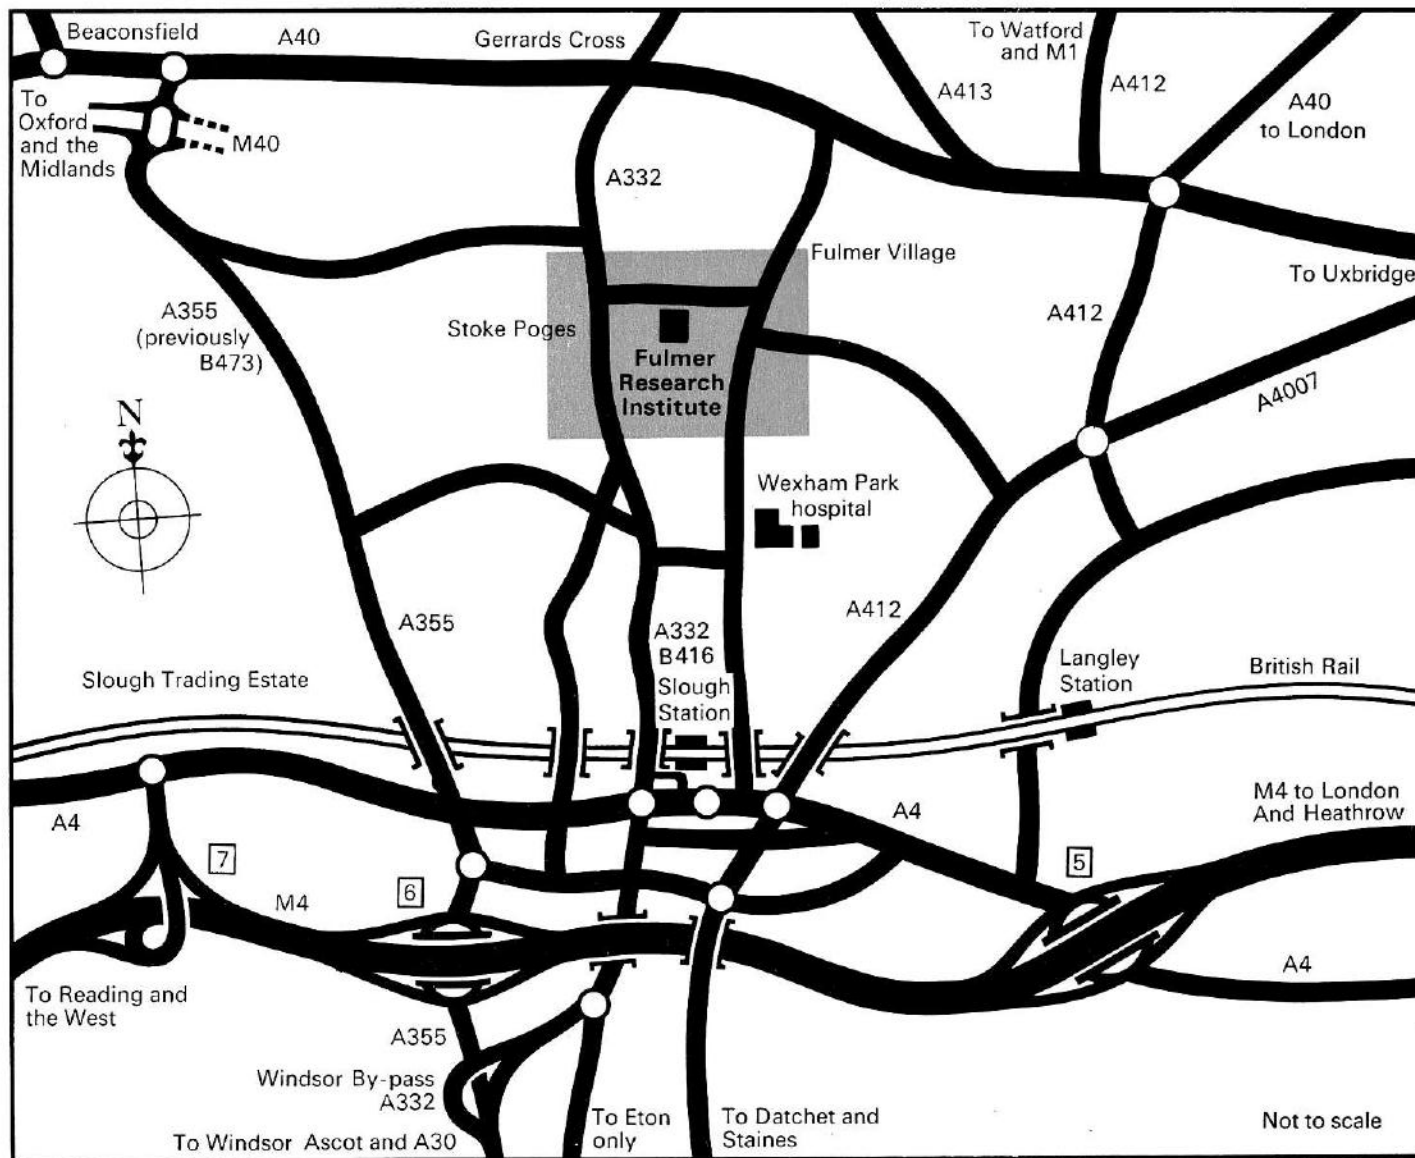 Beaconsfield
A40
Gerrards Cross
To Watford
and M1
A413
A412
A40
to London
To
Oxford
and the
Midlands
M40
A332
Fulmer Village
To Uxbridge
A355
(previously
B473)
Stoke Poges
A412
Fulmer
Research
Institute
A4007
N
Wexham Park
hospital
A355
A332
B416
A412
Slough Trading Estate
Slough
Station
Langley
Station
British Rail
A4
7
6
M4
A4
5
M4 to London
And Heathrow
A4
To Reading and
the West
A355
Windsor By-pass
A332
To Windsor Ascot and A30
To Eton
only
To Datchet and
Staines
Not to scale